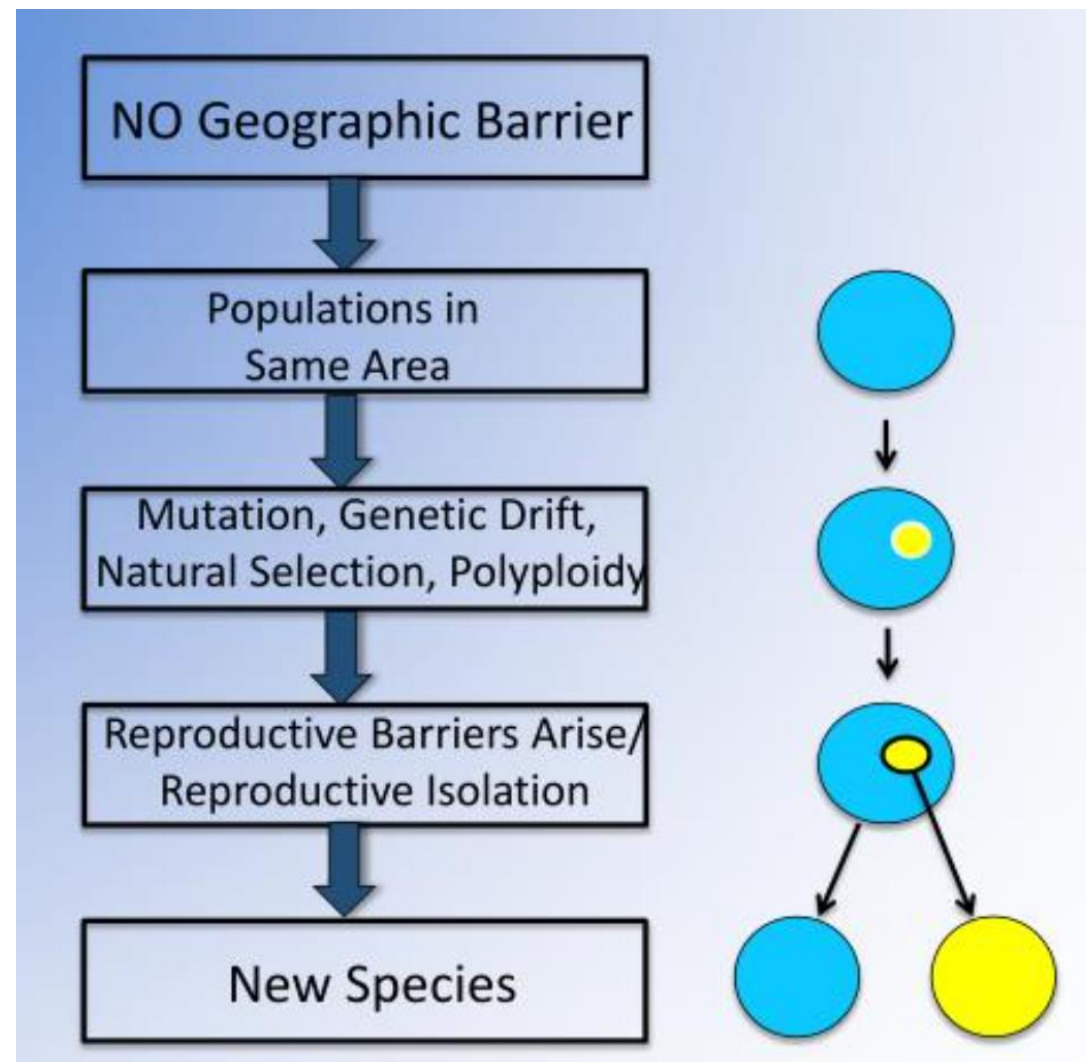 NO Geographic Barrier
Populations in
Same Area
Mutation, Genetic Drift,
Natural Selection, Polyploidy
Reproductive Barriers Arise/
Reproductive Isolation
New Species